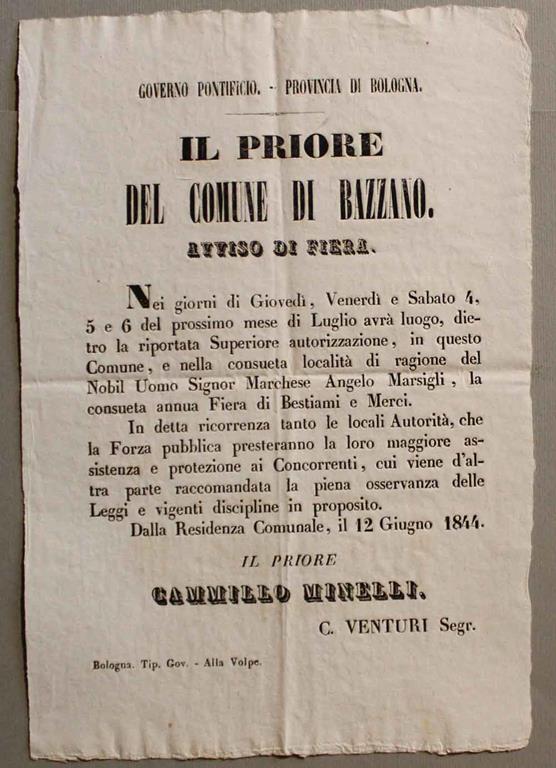 GOVERNO PONTIFICIO. - PROVINCIA DI BOLOGNA.
IL PRIORE
DEL COMUNE DI BAZZANO.
AVVISO DI FIERA.
Nei giorni di Giovedì, Venerdì e Sabato 4,
5 e 6 del prossimo mese di Luglio avrà luogo, die-
tro la riportata Superiore autorizzazione, in questo
Comune, e nella consueta località di ragione del
Nobil Uomo Signor Marchese Angelo Marsigli, la
consueta annua Fiera di Bestiami e Merci.
In detta ricorrenza tanto le locali Autorità, che
la Forza pubblica presteranno la loro maggiore as-
sistenza e protezione ai Concorrenti, cui viene d'al-
tra parte raccomandata la piena osservanza delle
Leggi e vigenti discipline in proposito.
Dalla Residenza Comunale, il 12 Giugno 1844.
IL PRIORE
CAMMILLO MINELLI.
C. VENTURI Segr.
Bologna. Tip. Gov. - Alla Volpe.